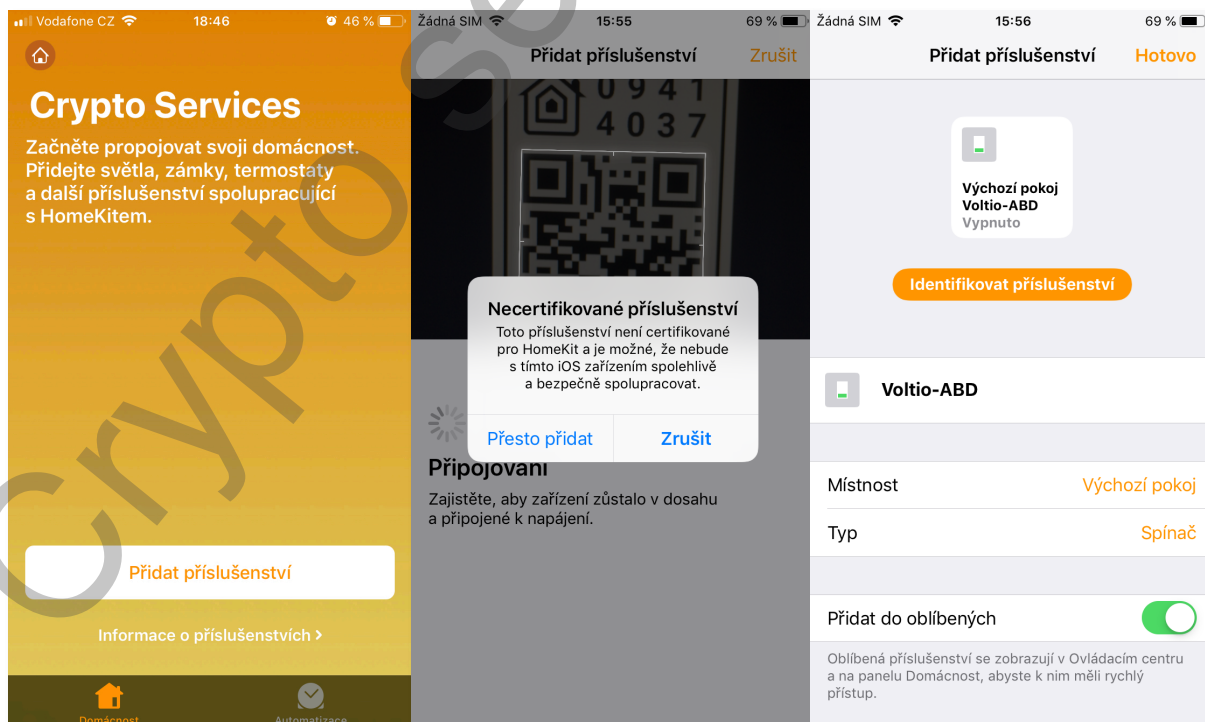 Vodafone CZ 18:46 46 %
Crypto Services
Začněte propojovat svoji domácnost.
Přidejte světla, zámky, termostaty
a další příslušenství spolupracující
s HomeKitem.
Přidat příslušenství
Informace o příslušenstvích >
Domácnost
Automatizace
Žádná SIM 15:55 69 %
Přidat příslušenství Zrušit
0941
4037
Necertifikované příslušenství
Toto příslušenství není certifikované
pro HomeKit a je možné, že nebude
s tímto iOS zařízením spolehlivě
a bezpečně spolupracovat.
Přesto přidat Zrušit
Připojování
Zajistěte, aby zařízení zůstalo v dosahu
a připojené k napájení.
Žádná SIM 15:56 69 %
Přidat příslušenství Hotovo
Výchozí pokoj
Voltio-ABD
Vypnuto
Identifikovat příslušenství
Voltio-ABD
Místnost Výchozí pokoj
Typ Spínač
Přidat do oblíbených
Oblíbená příslušenství se zobrazují v Ovládacím centru
a na panelu Domácnost, abyste k nim měli rychlý
přístup.
Crypto se